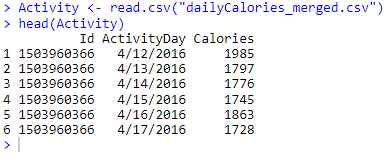 > Activity <- read.csv("dailyCalories_merged.csv")
> head(Activity)
          Id ActivityDay Calories
1 1503960366   4/12/2016     1985
2 1503960366   4/13/2016     1797
3 1503960366   4/14/2016     1776
4 1503960366   4/15/2016     1745
5 1503960366   4/16/2016     1863
6 1503960366   4/17/2016     1728
>